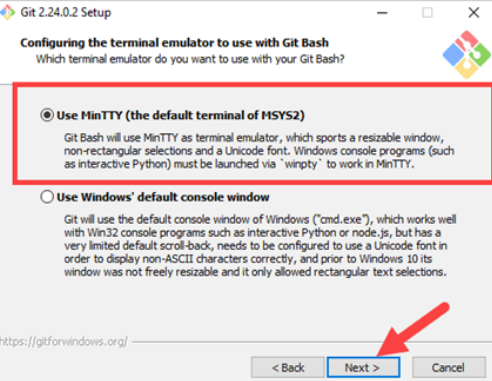 Git 2.24.0.2 Setup
Configuring the terminal emulator to use with Git Bash
Which terminal emulator do you want to use with your Git Bash?
Use MinTTY (the default terminal of MSYS2)
Git Bash will use MinTTY as terminal emulator, which sports a resizable window,
non-rectangular selections and a Unicode font. Windows console programs (such
as interactive Python) must be launched via `winpty` to work in MinTTY.
Use Windows' default console window
Git will use the default console window of Windows ("cmd.exe"), which works well
with Win32 console programs such as interactive Python or node.js, but has a
very limited default scroll-back, needs to be configured to use a Unicode font in
order to display non-ASCII characters correctly, and prior to Windows 10 its
window was not freely resizable and it only allowed rectangular text selections.
https://gitforwindows.org/
< Back
Next >
Cancel